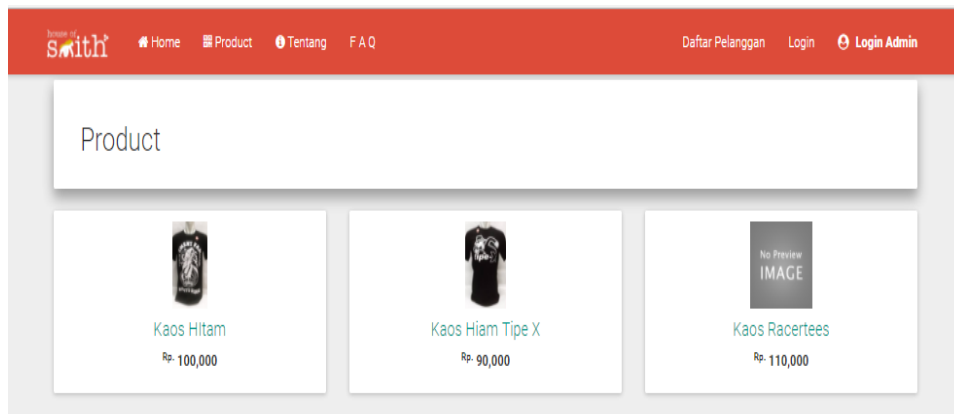 house of
smith
Home Product Tentang F A Q Daftar Pelanggan Login Login Admin
Product
No Preview
IMAGE
Kaos HItam Kaos Hiam Tipe X Kaos Racertees
Rp. 100,000 Rp. 90,000 Rp. 110,000